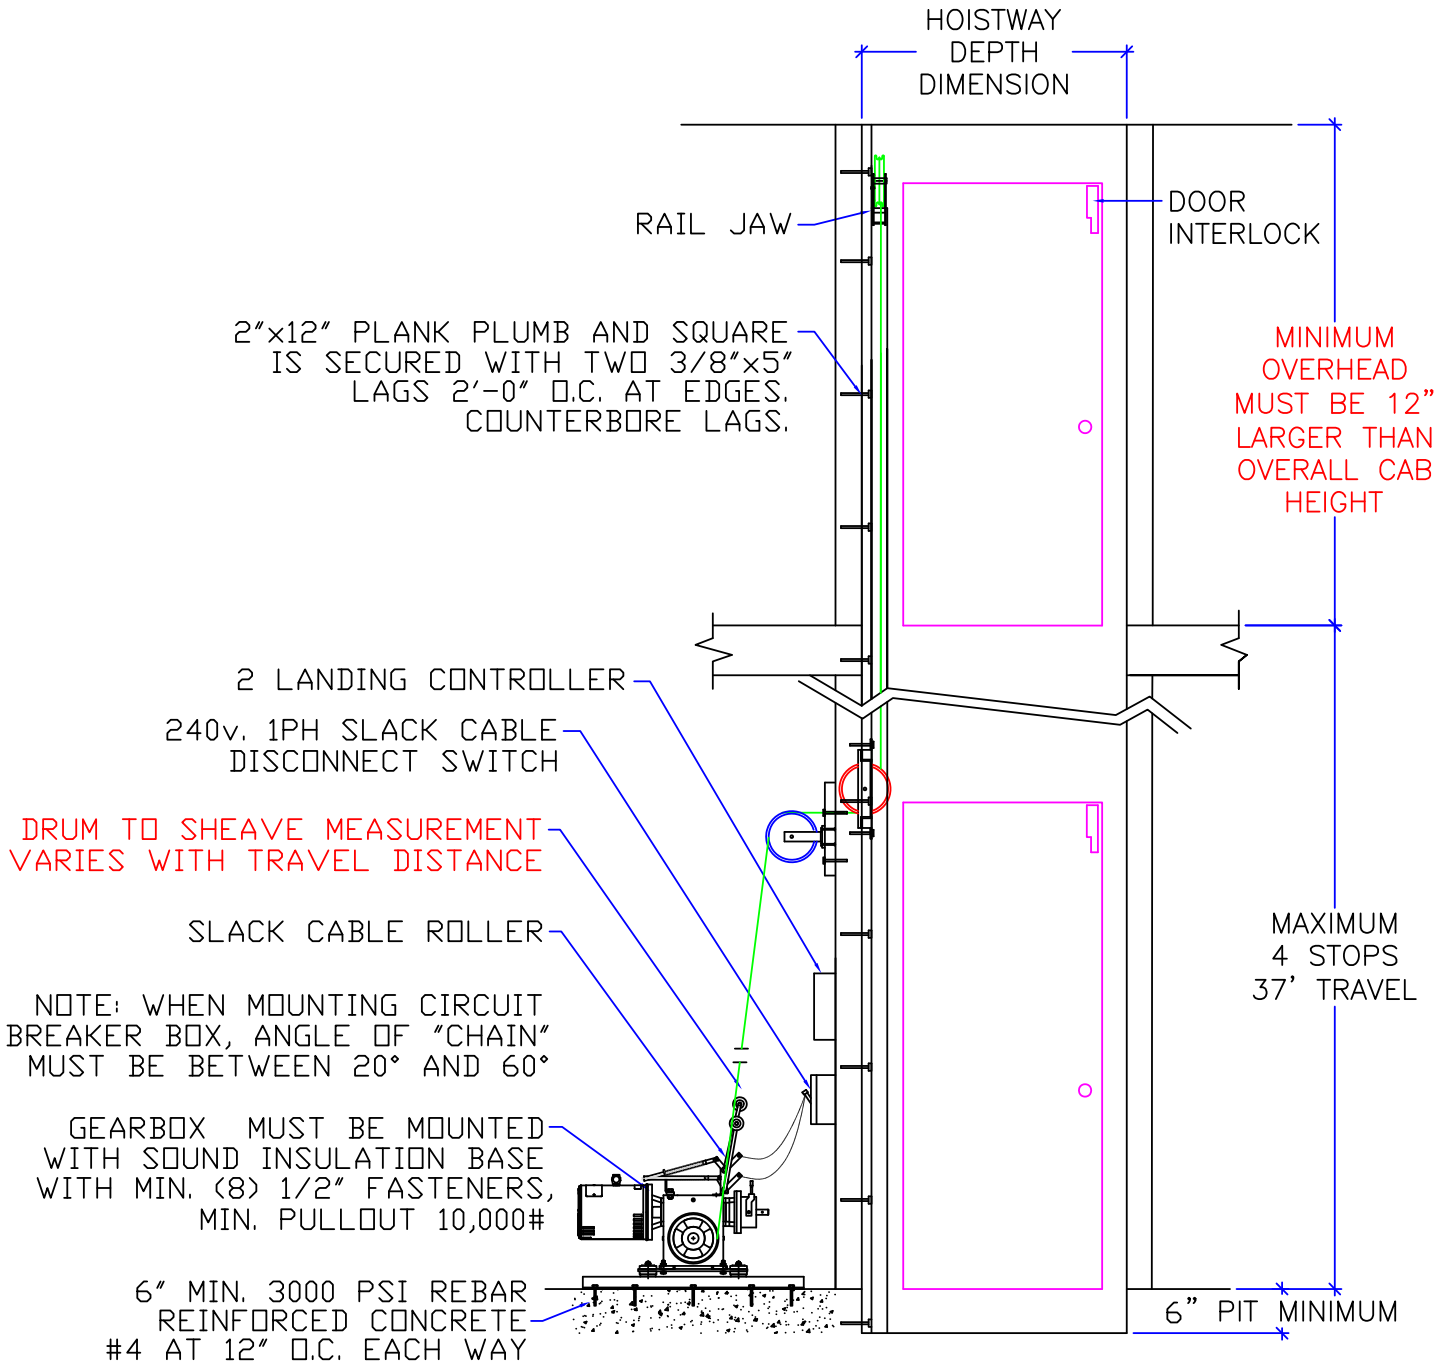 HOISTWAY
DEPTH
DIMENSION
RAIL JAW
DOOR
INTERLOCK
2"x12" PLANK PLUMB AND SQUARE
IS SECURED WITH TWO 3/8"x5"
LAGS 2'-0" O.C. AT EDGES.
COUNTERBORE LAGS.
MINIMUM
OVERHEAD
MUST BE 12"
LARGER THAN
OVERALL CAB
HEIGHT
2 LANDING CONTROLLER
240v. 1PH SLACK CABLE
DISCONNECT SWITCH
DRUM TO SHEAVE MEASUREMENT
VARIES WITH TRAVEL DISTANCE
SLACK CABLE ROLLER
MAXIMUM
4 STOPS
37' TRAVEL
NOTE: WHEN MOUNTING CIRCUIT
BREAKER BOX, ANGLE OF "CHAIN"
MUST BE BETWEEN 20° AND 60°
GEARBOX MUST BE MOUNTED
WITH SOUND INSULATION BASE
WITH MIN. (8) 1/2" FASTENERS,
MIN. PULLOUT 10,000#
6" MIN. 3000 PSI REBAR
REINFORCED CONCRETE
#4 AT 12" O.C. EACH WAY
6" PIT MINIMUM